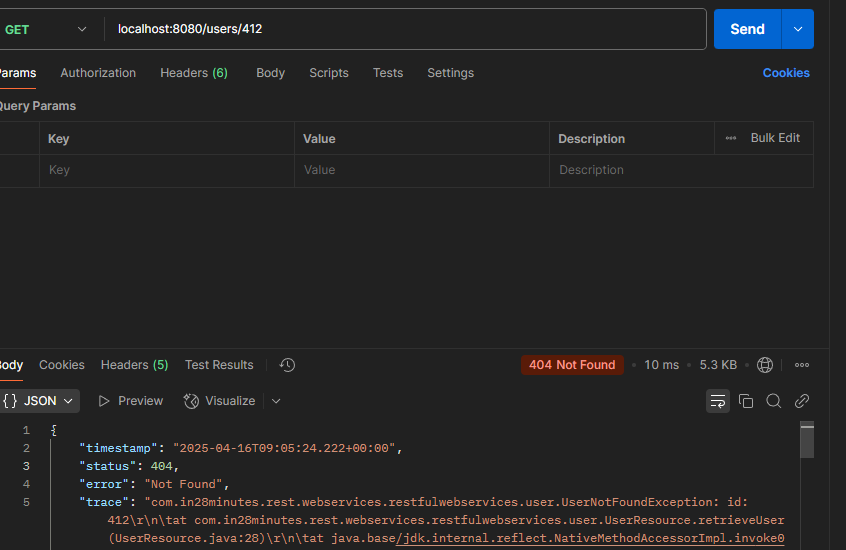 GET localhost:8080/users/412 Send
Params Authorization Headers (6) Body Scripts Tests Settings Cookies
Query Params
Key Value Description Bulk Edit
Key Value Description
Body Cookies Headers (5) Test Results 404 Not Found 10 ms 5.3 KB
{} JSON Preview Visualize
1 {
2 "timestamp": "2025-04-16T09:05:24.222+00:00",
3 "status": 404,
4 "error": "Not Found",
5 "trace": "com.in28minutes.rest.webservices.restfulwebservices.user.UserNotFoundException: id:
412\r\n\tat com.in28minutes.rest.webservices.restfulwebservices.user.UserResource.retrieveUser
(UserResource.java:28)\r\n\tat java.base/jdk.internal.reflect.NativeMethodAccessorImpl.invoke0